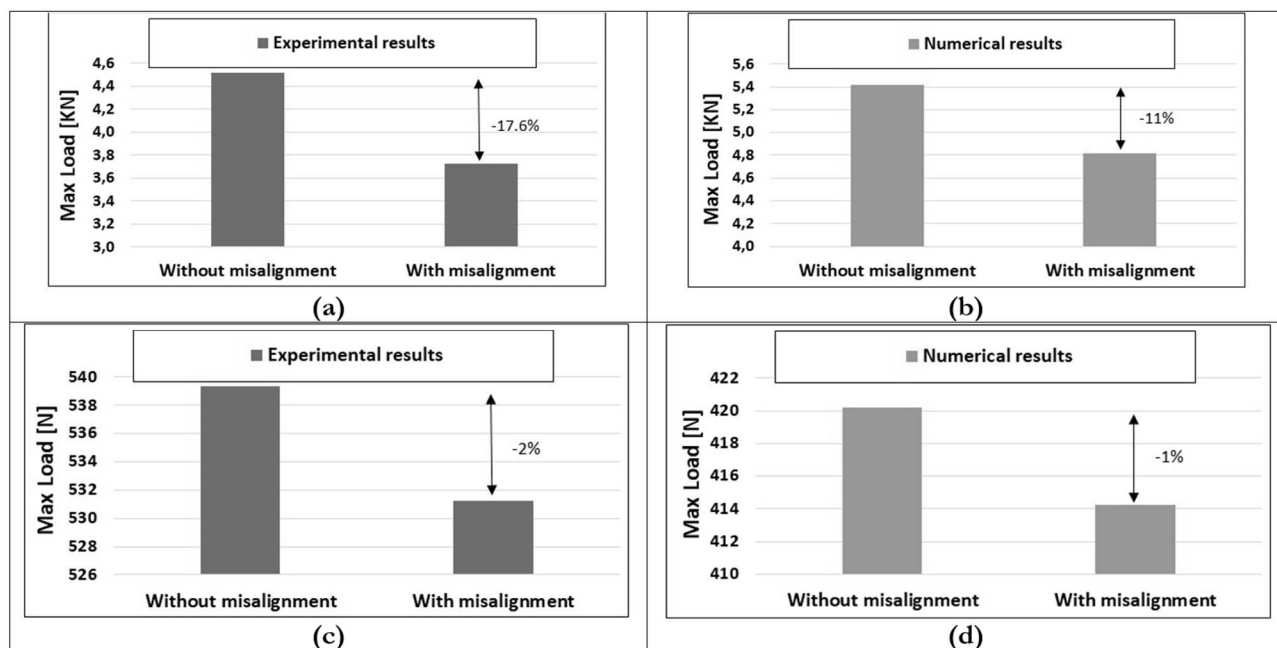 Experimental results
4,6
4,4
4,2
4,0
3,8
3,6
3,4
3,2
3,0
Max Load [KN]
-17.6%
Without misalignment With misalignment
(a)
Numerical results
5,6
5,4
5,2
5,0
4,8
4,6
4,4
4,2
4,0
Max Load [KN]
-11%
Without misalignment With misalignment
(b)
Experimental results
540
538
536
534
532
530
528
526
Max Load [N]
-2%
Without misalignment With misalignment
(c)
Numerical results
422
420
418
416
414
412
410
Max Load [N]
-1%
Without misalignment With misalignment
(d)